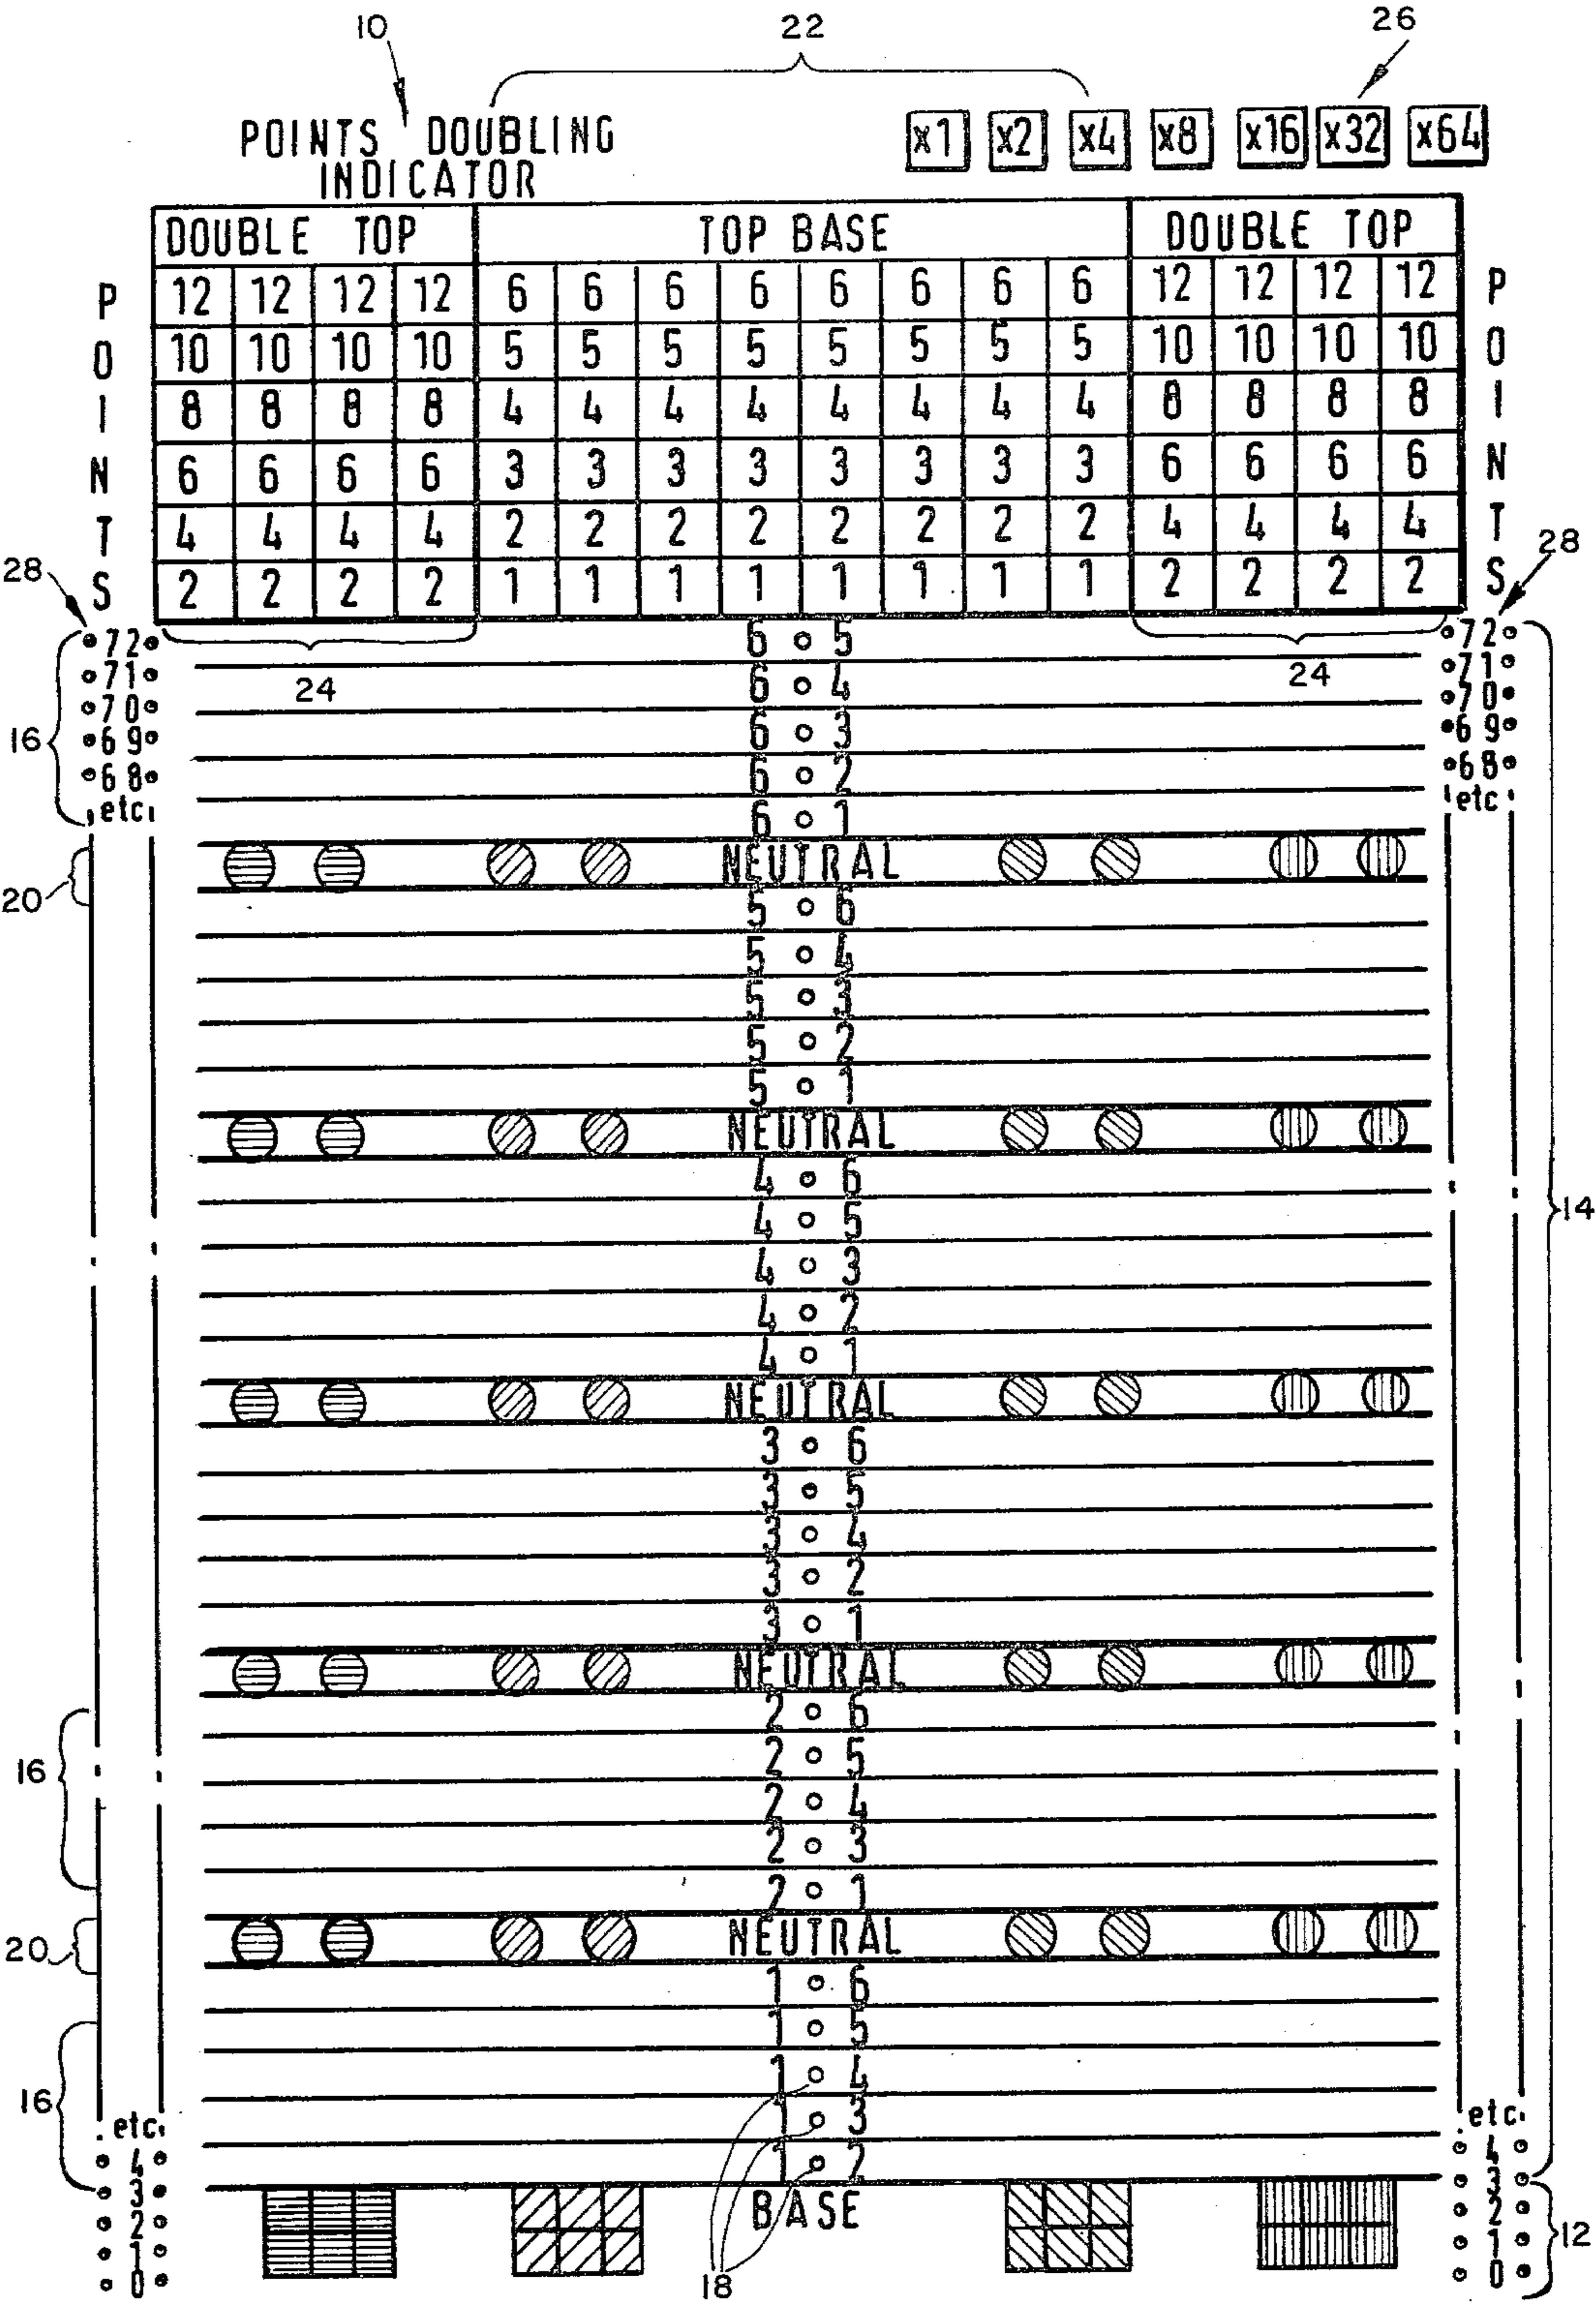 10 22 26
POINTS DOUBLING x1 x2 x4 x8 x16 x32 x64
INDICATOR
DOUBLE TOP TOP BASE DOUBLE TOP
P 12 12 12 12 6 6 6 6 6 6 6 6 12 12 12 12 P
O 10 10 10 10 5 5 5 5 5 5 5 5 10 10 10 10 O
I 8 8 8 8 4 4 4 4 4 4 4 4 8 8 8 8 I
N 6 6 6 6 3 3 3 3 3 3 3 3 6 6 6 6 N
T 4 4 4 4 2 2 2 2 2 2 2 2 4 4 4 4 T
28 S 2 2 2 2 1 1 1 1 1 1 1 1 2 2 2 2 S 28
72 6 o 5 72
71 24 6 o 4 24 71
70 70
16 69 6 o 3 69
68 6 o 2 68
etc 6 o 1 etc
NEUTRAL
20 5 o 6
5 o 4
5 o 3
5 o 2
5 o 1
NEUTRAL
4 o 6
4 o 5 14
4 o 3
4 o 2
4 o 1
NEUTRAL
3 o 6
3 o 5
3 o 4
3 o 2
3 o 1
NEUTRAL
2 o 6
16 2 o 5
2 o 4
2 o 3
2 o 1
20 NEUTRAL
1 o 6
1 o 5
16 1 o 4
etc 1 o 3 etc
4 1 o 2 4
3 3
2 BASE 2
1 1 12
0 18 0